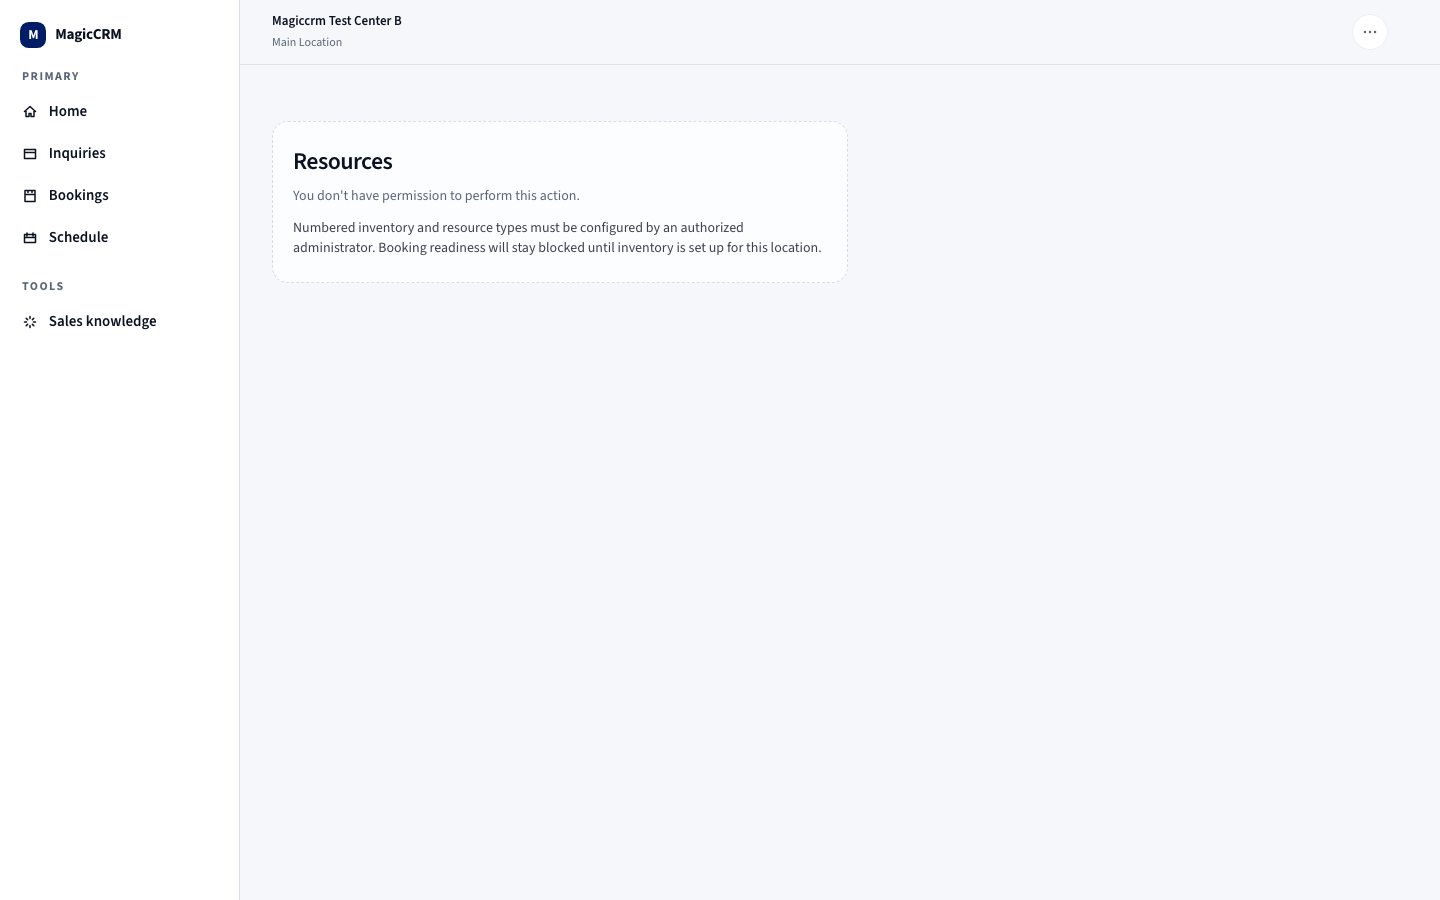 M MagicCRM
PRIMARY
Home
Inquiries
Bookings
Schedule
TOOLS
Sales knowledge
Magiccrm Test Center B
Main Location
Resources
You don't have permission to perform this action.
Numbered inventory and resource types must be configured by an authorized
administrator. Booking readiness will stay blocked until inventory is set up for this location.